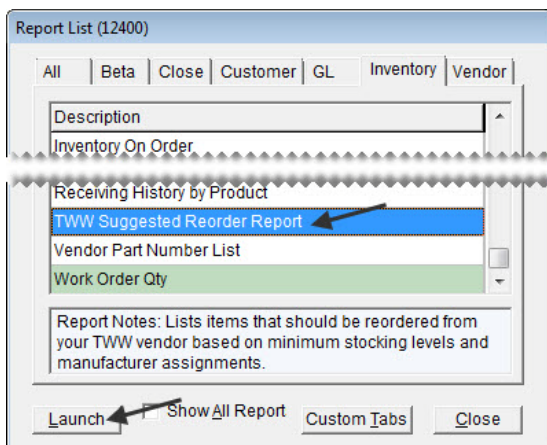 Report List (12400)
All Beta Close Customer GL Inventory Vendor
Description
Inventory On Order
Receiving History by Product
TWW Suggested Reorder Report
Vendor Part Number List
Work Order Qty
Report Notes: Lists items that should be reordered from
your TWW vendor based on minimum stocking levels and
manufacturer assignments.
Launch Show All Report Custom Tabs Close